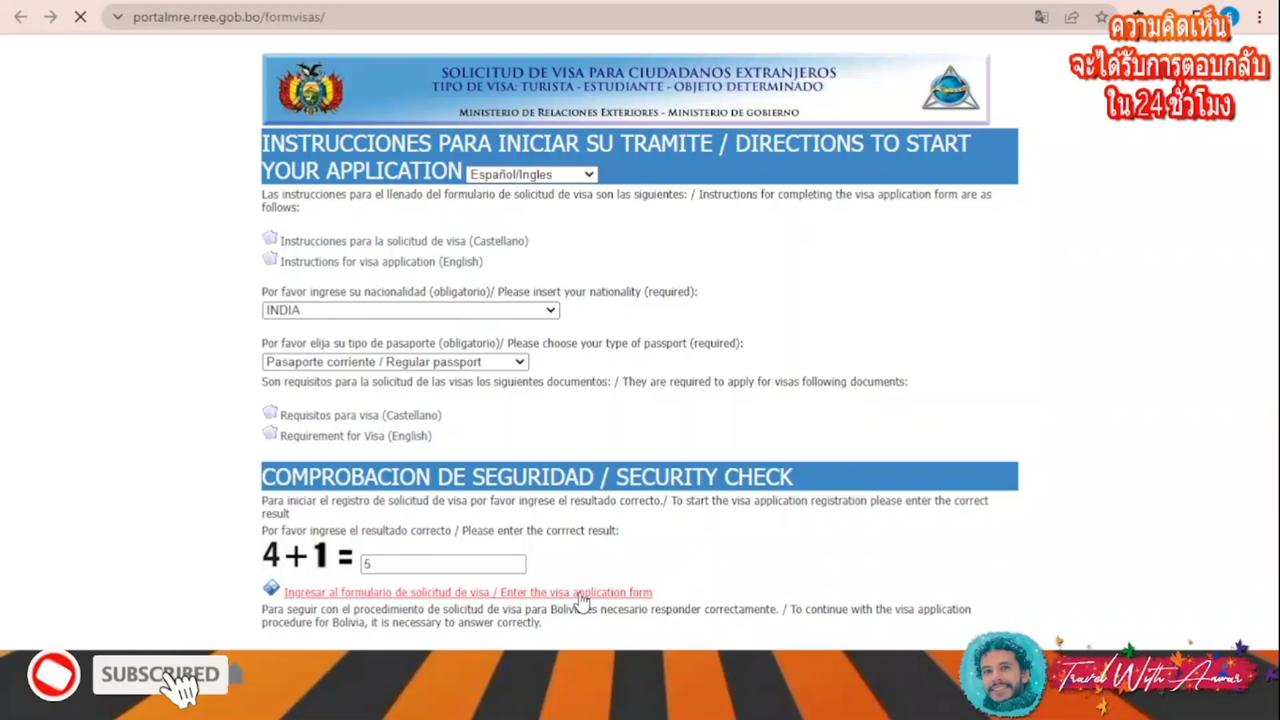 portalmre.rree.gob.bo/formvisas/
ความคิดเห็น
จะได้รับการตอบกลับ
ใน 24 ชั่วโมง
SOLICITUD DE VISA PARA CIUDADANOS EXTRANJEROS
TIPO DE VISA: TURISTA - ESTUDIANTE - OBJETO DETERMINADO
MINISTERIO DE RELACIONES EXTERIORES - MINISTERIO DE GOBIERNO
INSTRUCCIONES PARA INICIAR SU TRAMITE / DIRECTIONS TO START
YOUR APPLICATION Español/Ingles
Las instrucciones para el llenado del formulario de solicitud de visa son las siguientes: / Instructions for completing the visa application form are as
follows:
Instrucciones para la solicitud de visa (Castellano)
Instructions for visa application (English)
Por favor ingrese su nacionalidad (obligatorio)/ Please insert your nationality (required):
INDIA
Por favor elija su tipo de pasaporte (obligatorio)/ Please choose your type of passport (required):
Pasaporte corriente / Regular passport
Son requisitos para la solicitud de las visas los siguientes documentos: / They are required to apply for visas following documents:
Requisitos para visa (Castellano)
Requirement for Visa (English)
COMPROBACION DE SEGURIDAD / SECURITY CHECK
Para iniciar el registro de solicitud de visa por favor ingrese el resultado correcto./ To start the visa application registration please enter the correct
result
Por favor ingrese el resultado correcto / Please enter the corrrect result:
4+1 = 5
Ingresar al formulario de solicitud de visa / Enter the visa application form
Para seguir con el procedimiento de solicitud de visa para Bolivia es necesario responder correctamente. / To continue with the visa application
procedure for Bolivia, it is necessary to answer correctly.
SUBSCRIBED
Travel With Anwar